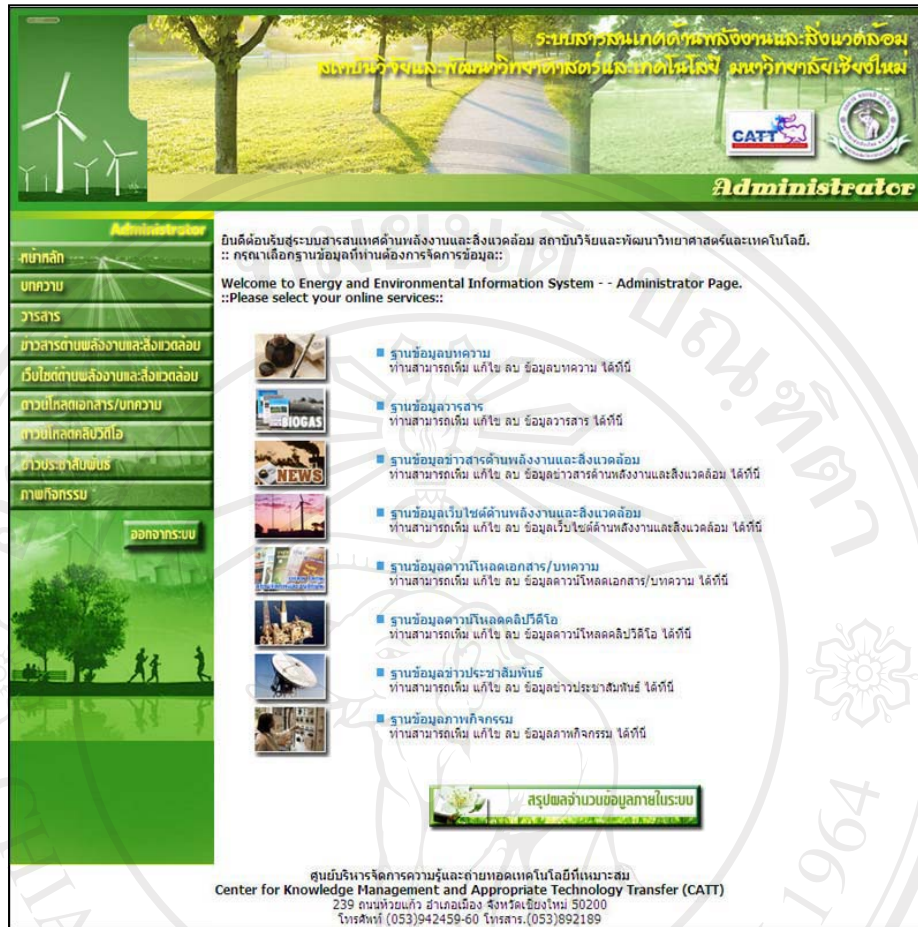 ระบบสารสนเทศด้านพลังงานและสิ่งแวดล้อม
สถาบันวิจัยและพัฒนาวิทยาศาสตร์และเทคโนโลยี มหาวิทยาลัยเชียงใหม่
CATT
Administrator
Administrator
หน้าหลัก
บทความ
วารสาร
ข่าวสารด้านพลังงานและสิ่งแวดล้อม
เว็บไซต์ด้านพลังงานและสิ่งแวดล้อม
ดาวน์โหลดเอกสาร/บทความ
ดาวน์โหลดคลิปวีดีโอ
ข่าวประชาสัมพันธ์
ภาพกิจกรรม
ออกจากระบบ
ยินดีต้อนรับสู่ระบบสารสนเทศด้านพลังงานและสิ่งแวดล้อม สถาบันวิจัยและพัฒนาวิทยาศาสตร์และเทคโนโลยี.
:: กรุณาเลือกฐานข้อมูลที่ท่านต้องการจัดการข้อมูล::
Welcome to Energy and Environmental Information System - - Administrator Page.
::Please select your online services::
ฐานข้อมูลบทความ
ท่านสามารถเพิ่ม แก้ไข ลบ ข้อมูลบทความ ได้ที่นี่
BIOGAS
ฐานข้อมูลวารสาร
ท่านสามารถเพิ่ม แก้ไข ลบ ข้อมูลวารสาร ได้ที่นี่
NEWS
ฐานข้อมูลข่าวสารด้านพลังงานและสิ่งแวดล้อม
ท่านสามารถเพิ่ม แก้ไข ลบ ข้อมูลข่าวสารด้านพลังงานและสิ่งแวดล้อม ได้ที่นี่
ฐานข้อมูลเว็บไซต์ด้านพลังงานและสิ่งแวดล้อม
ท่านสามารถเพิ่ม แก้ไข ลบ ข้อมูลเว็บไซต์ด้านพลังงานและสิ่งแวดล้อม ได้ที่นี่
ฐานข้อมูลดาวน์โหลดเอกสาร/บทความ
ท่านสามารถเพิ่ม แก้ไข ลบ ข้อมูลดาวน์โหลดเอกสาร/บทความ ได้ที่นี่
ฐานข้อมูลดาวน์โหลดคลิปวีดีโอ
ท่านสามารถเพิ่ม แก้ไข ลบ ข้อมูลดาวน์โหลดคลิปวีดีโอ ได้ที่นี่
ฐานข้อมูลข่าวประชาสัมพันธ์
ท่านสามารถเพิ่ม แก้ไข ลบ ข้อมูลข่าวประชาสัมพันธ์ ได้ที่นี่
ฐานข้อมูลภาพกิจกรรม
ท่านสามารถเพิ่ม แก้ไข ลบ ข้อมูลภาพกิจกรรม ได้ที่นี่
สรุปผลจำนวนข้อมูลภายในระบบ
ศูนย์บริหารจัดการความรู้และถ่ายทอดเทคโนโลยีที่เหมาะสม
Center for Knowledge Management and Appropriate Technology Transfer (CATT)
239 ถนนห้วยแก้ว อำเภอเมือง จังหวัดเชียงใหม่ 50200
โทรศัพท์ (053)942459-60 โทรสาร.(053)892189
1964